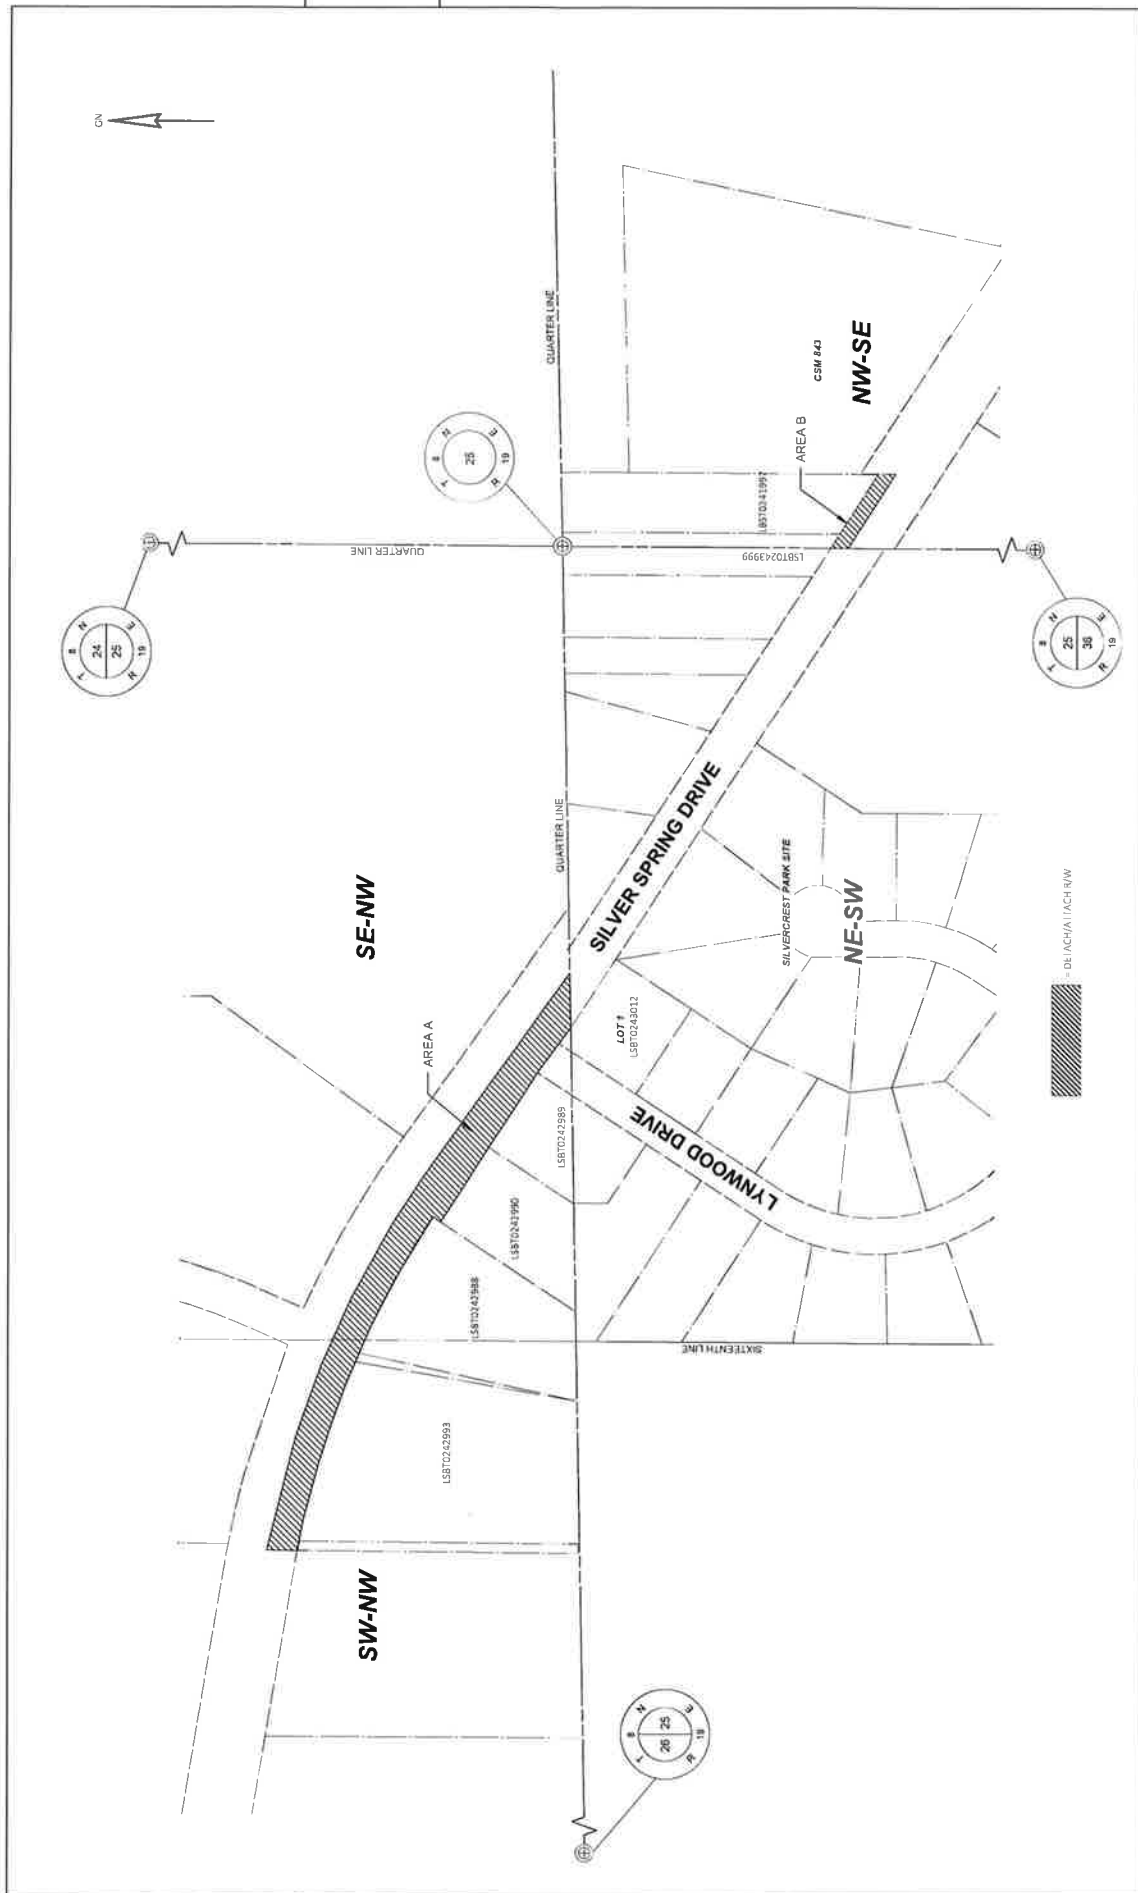 GN
T 8 N
24
25
R 19 E
T 8 N
25
R 19 E
T 8 N
25
36
R 19 E
T 8 N
26 25
R 19 E
SW-NW
SE-NW
AREA A
QUARTER LINE
QUARTER LINE
QUARTER LINE
LSBT0242993
LSBT0242988
LSBT0242990
LSBT0242989
SIXTEENTH LINE
LYNWOOD DRIVE
LOT 1
LSBT0243012
SILVER SPRING DRIVE
SILVERCREST PARK SITE
NE-SW
LSBT0243999
AREA B
CSM 843
NW-SE
= DETACH/ATTACH R/W